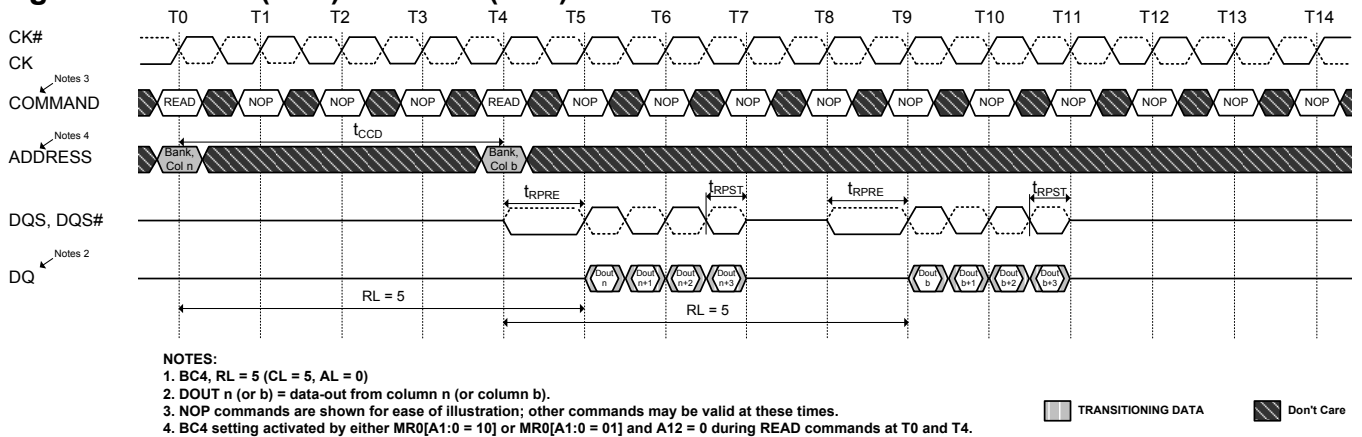 T0 T1 T2 T3 T4 T5 T6 T7 T8 T9 T10 T11 T12 T13 T14
CK#
CK
Notes 3
COMMAND READ NOP NOP NOP READ NOP NOP NOP NOP NOP NOP NOP NOP NOP NOP
tCCD
Notes 4
ADDRESS Bank, Col n Bank, Col b
tRPRE tRPST tRPRE tRPST
DQS, DQS#
Notes 2
DQ Dout n Dout n+1 Dout n+2 Dout n+3 Dout b Dout b+1 Dout b+2 Dout b+3
RL = 5
RL = 5
NOTES:
1. BC4, RL = 5 (CL = 5, AL = 0)
2. DOUT n (or b) = data-out from column n (or column b).
3. NOP commands are shown for ease of illustration; other commands may be valid at these times.
4. BC4 setting activated by either MR0[A1:0 = 10] or MR0[A1:0 = 01] and A12 = 0 during READ commands at T0 and T4.
TRANSITIONING DATA Don't Care